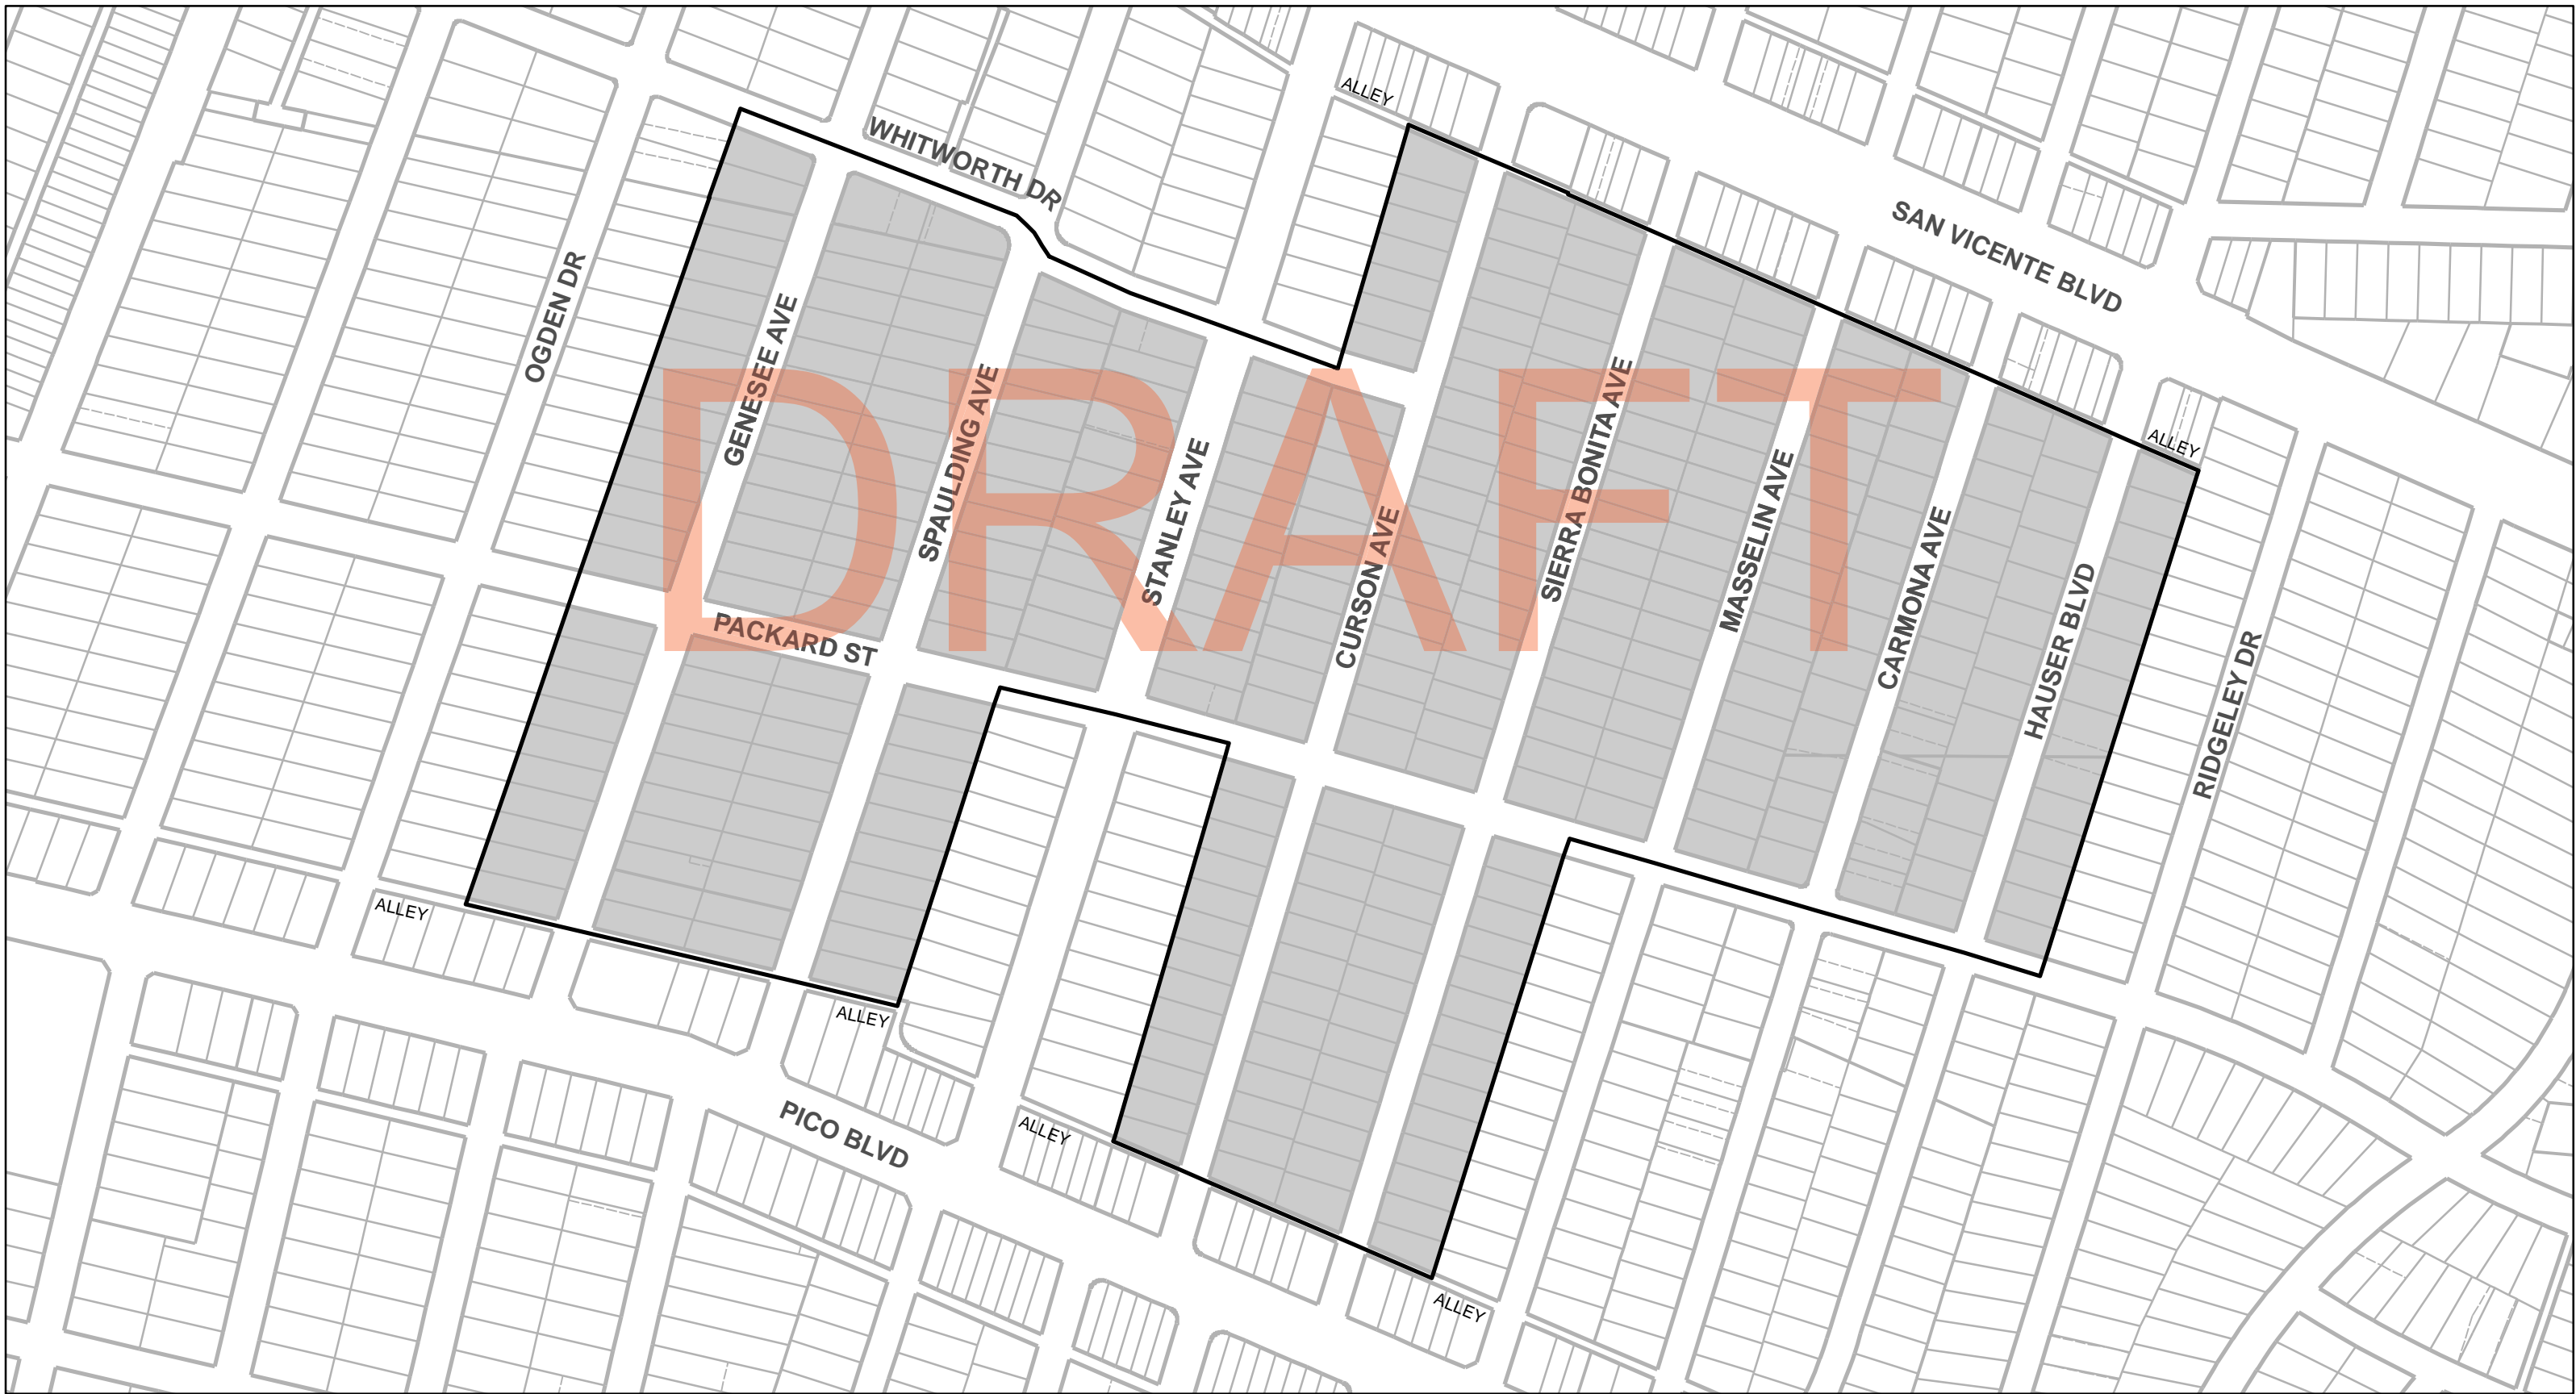 ALLEY
WHITWORTH DR
SAN VICENTE BLVD
OGDEN DR
GENESEE AVE
SPAULDING AVE
STANLEY AVE
CURSON AVE
SIERRA BONITA AVE
MASSELIN AVE
CARMONA AVE
HAUSER BLVD
ALLEY
RIDGELEY DR
DRAFT
PACKARD ST
ALLEY
ALLEY
PICO BLVD
ALLEY
ALLEY